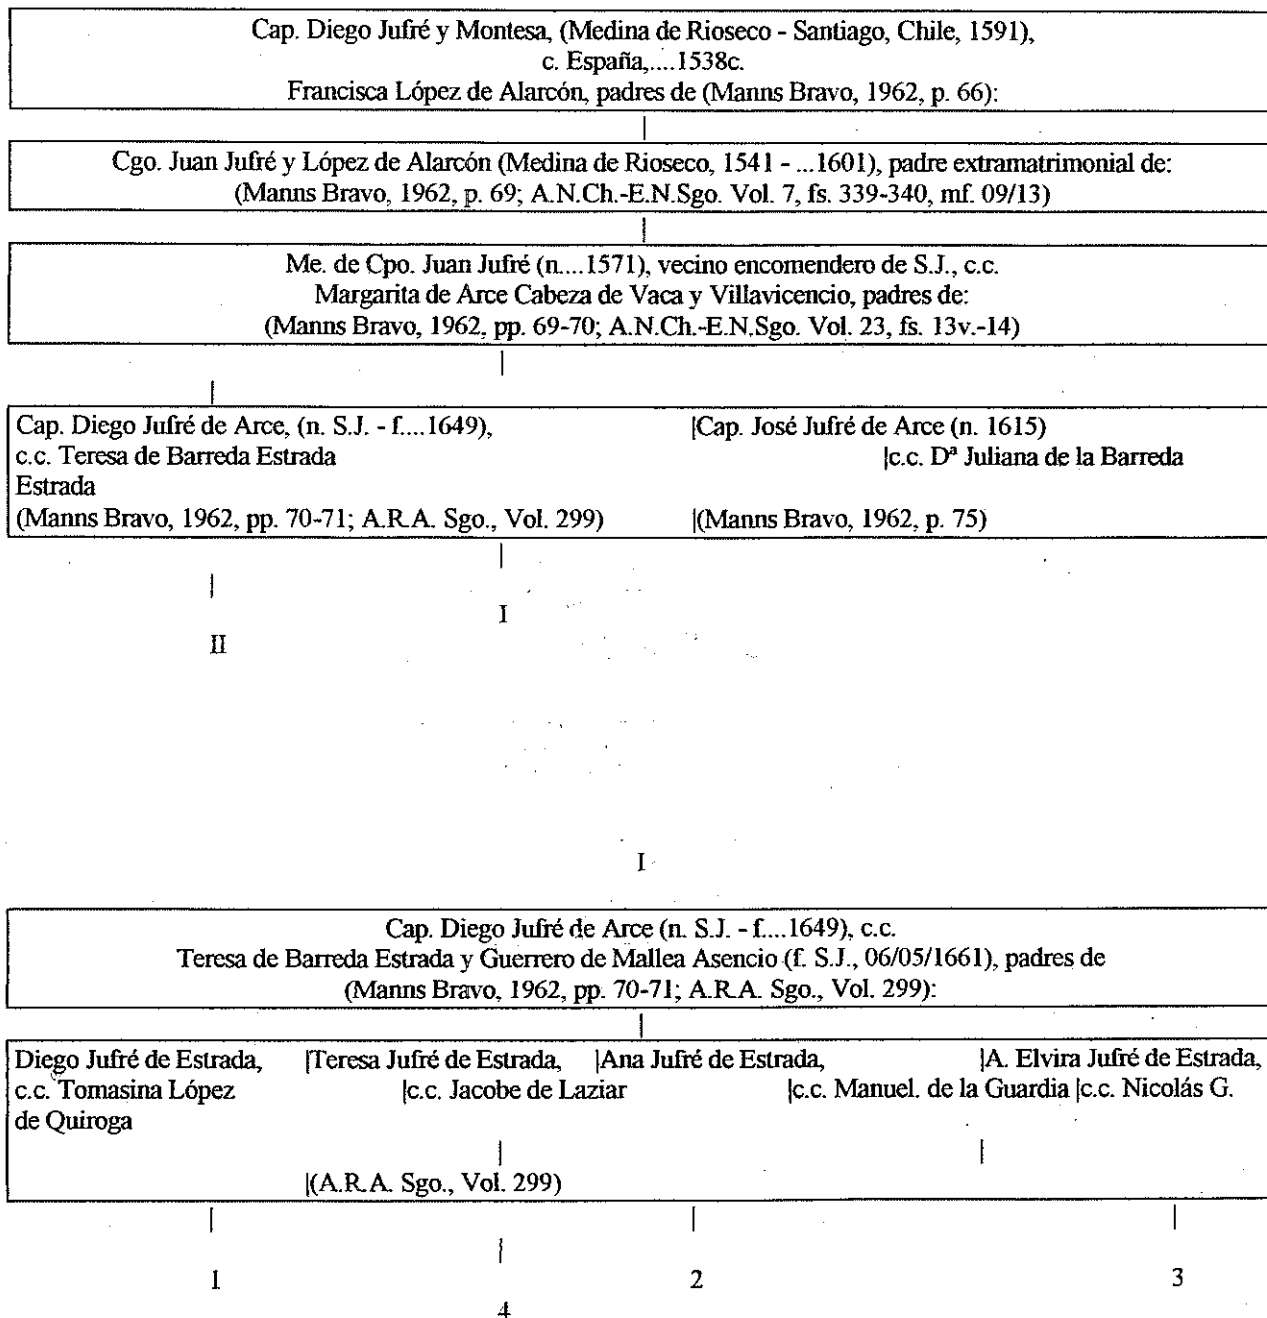 Cap. Diego Jufré y Montesa, (Medina de Rioseco - Santiago, Chile, 1591),
c. España,....1538c.
Francisca López de Alarcón, padres de (Manns Bravo, 1962, p. 66):
|
Cgo. Juan Jufré y López de Alarcón (Medina de Rioseco, 1541 - ...1601), padre extramatrimonial de:
(Manns Bravo, 1962, p. 69; A.N.Ch.-E.N.Sgo. Vol. 7, fs. 339-340, mf. 09/13)
|
Me. de Cpo. Juan Jufré (n....1571), vecino encomendero de S.J., c.c.
Margarita de Arce Cabeza de Vaca y Villavicencio, padres de:
(Manns Bravo, 1962, pp. 69-70; A.N.Ch.-E.N.Sgo. Vol. 23, fs. 13v.-14)
|
|
Cap. Diego Jufré de Arce, (n. S.J. - f....1649), |Cap. José Jufré de Arce (n. 1615)
c.c. Teresa de Barreda Estrada |c.c. Dª Juliana de la Barreda
Estrada
(Manns Bravo, 1962, pp. 70-71; A.R.A. Sgo., Vol. 299) |(Manns Bravo, 1962, p. 75)
|
|
I
II
I
Cap. Diego Jufré de Arce (n. S.J. - f....1649), c.c.
Teresa de Barreda Estrada y Guerrero de Mallea Asencio (f. S.J., 06/05/1661), padres de
(Manns Bravo, 1962, pp. 70-71; A.R.A. Sgo., Vol. 299):
|
Diego Jufré de Estrada, |Teresa Jufré de Estrada, |Ana Jufré de Estrada, |A. Elvira Jufré de Estrada,
c.c. Tomasina López |c.c. Jacobe de Laziar |c.c. Manuel. de la Guardia |c.c. Nicolás G.
de Quiroga
| |
|(A.R.A. Sgo., Vol. 299)
| | |
|
1 2 3
4